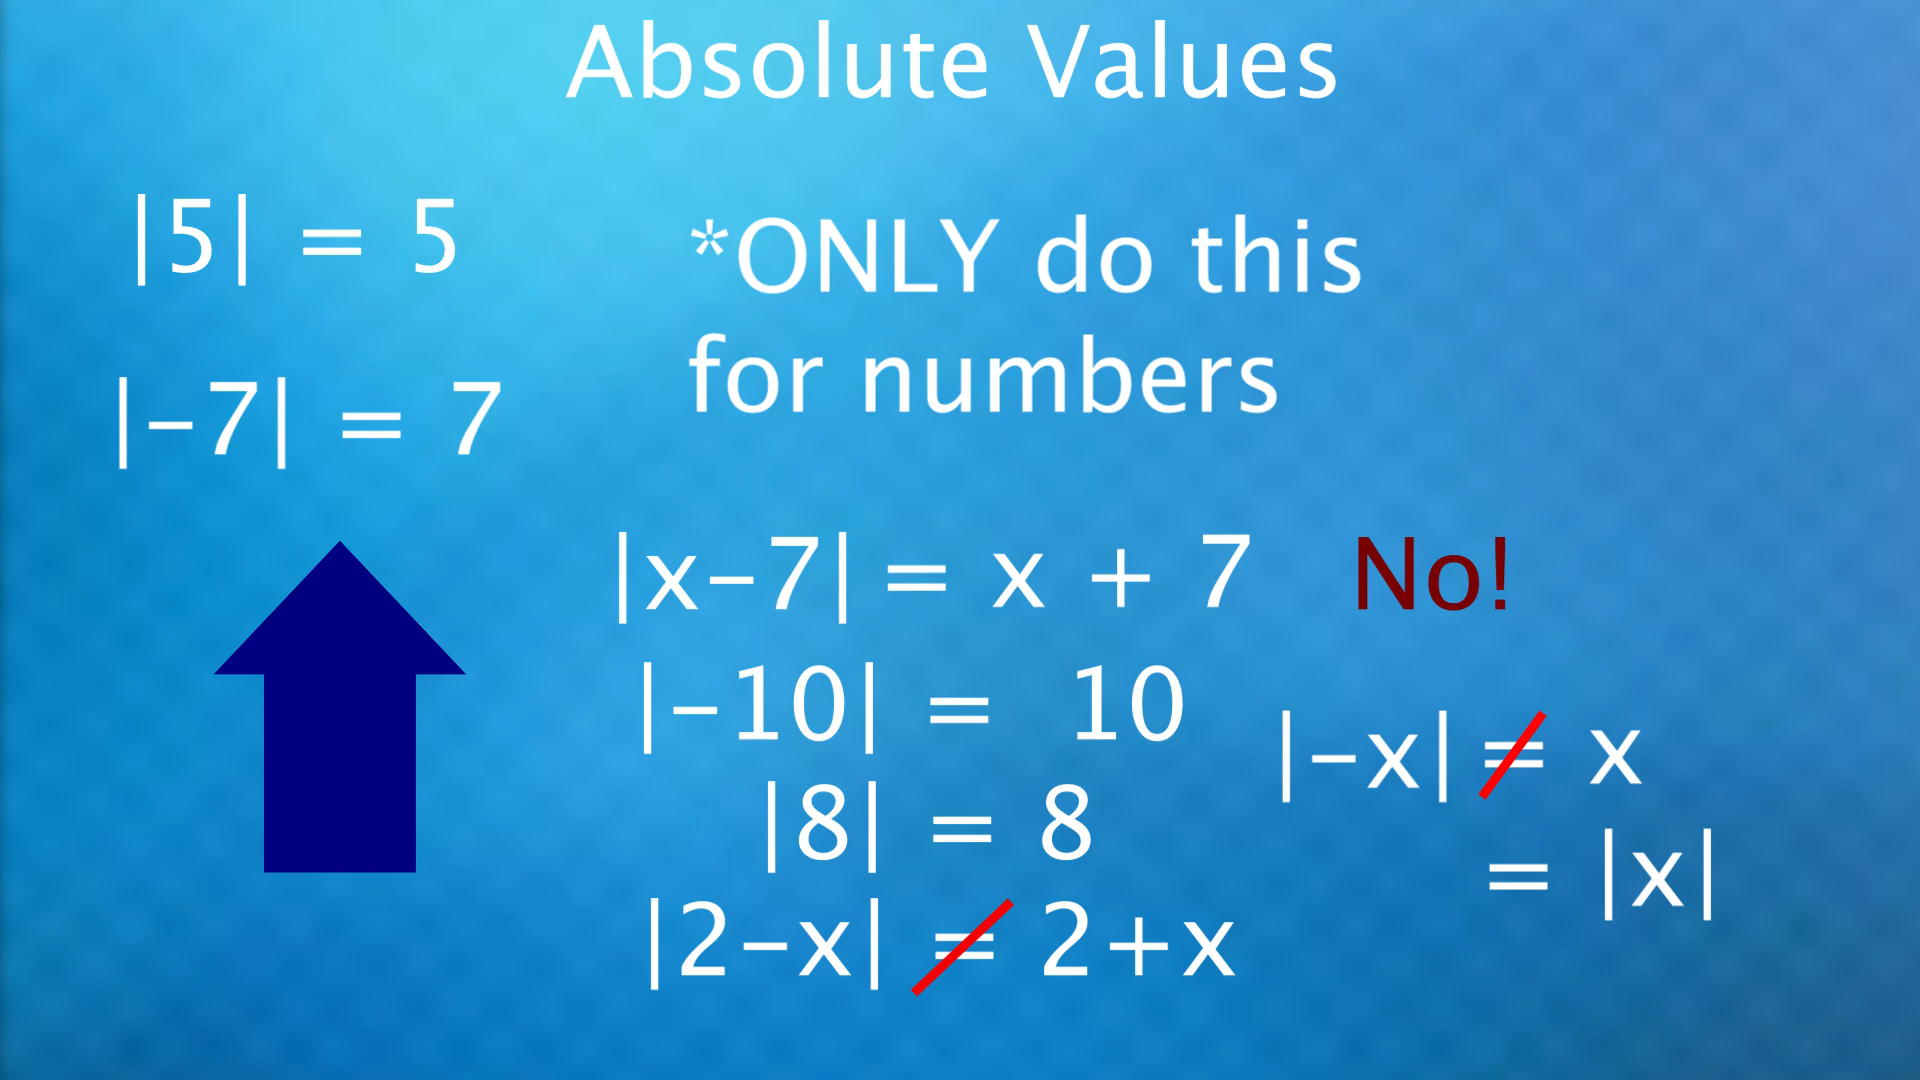 Absolute Values
|5| = 5
*ONLY do this
for numbers
|-7| = 7
|x-7| = x + 7 No!
|-10| = 10
|-x| ≠ x
|8| = 8
= |x|
|2-x| ≠ 2+x